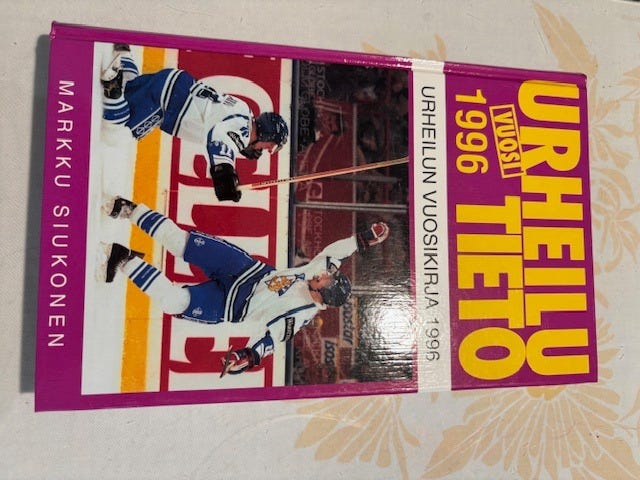 URHEILU
VUOSI
1996 TIETO
URHEILUN VUOSIKIRJA 1996
MARKKU SIUKONEN